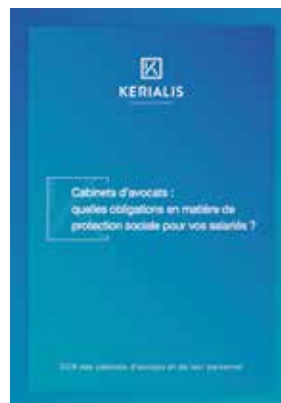 KERIALIS
Cabinets d'avocats :
quelles obligations en matière de
protection sociale pour vos salariés ?
des cabinets d'avocats et de leur personnel